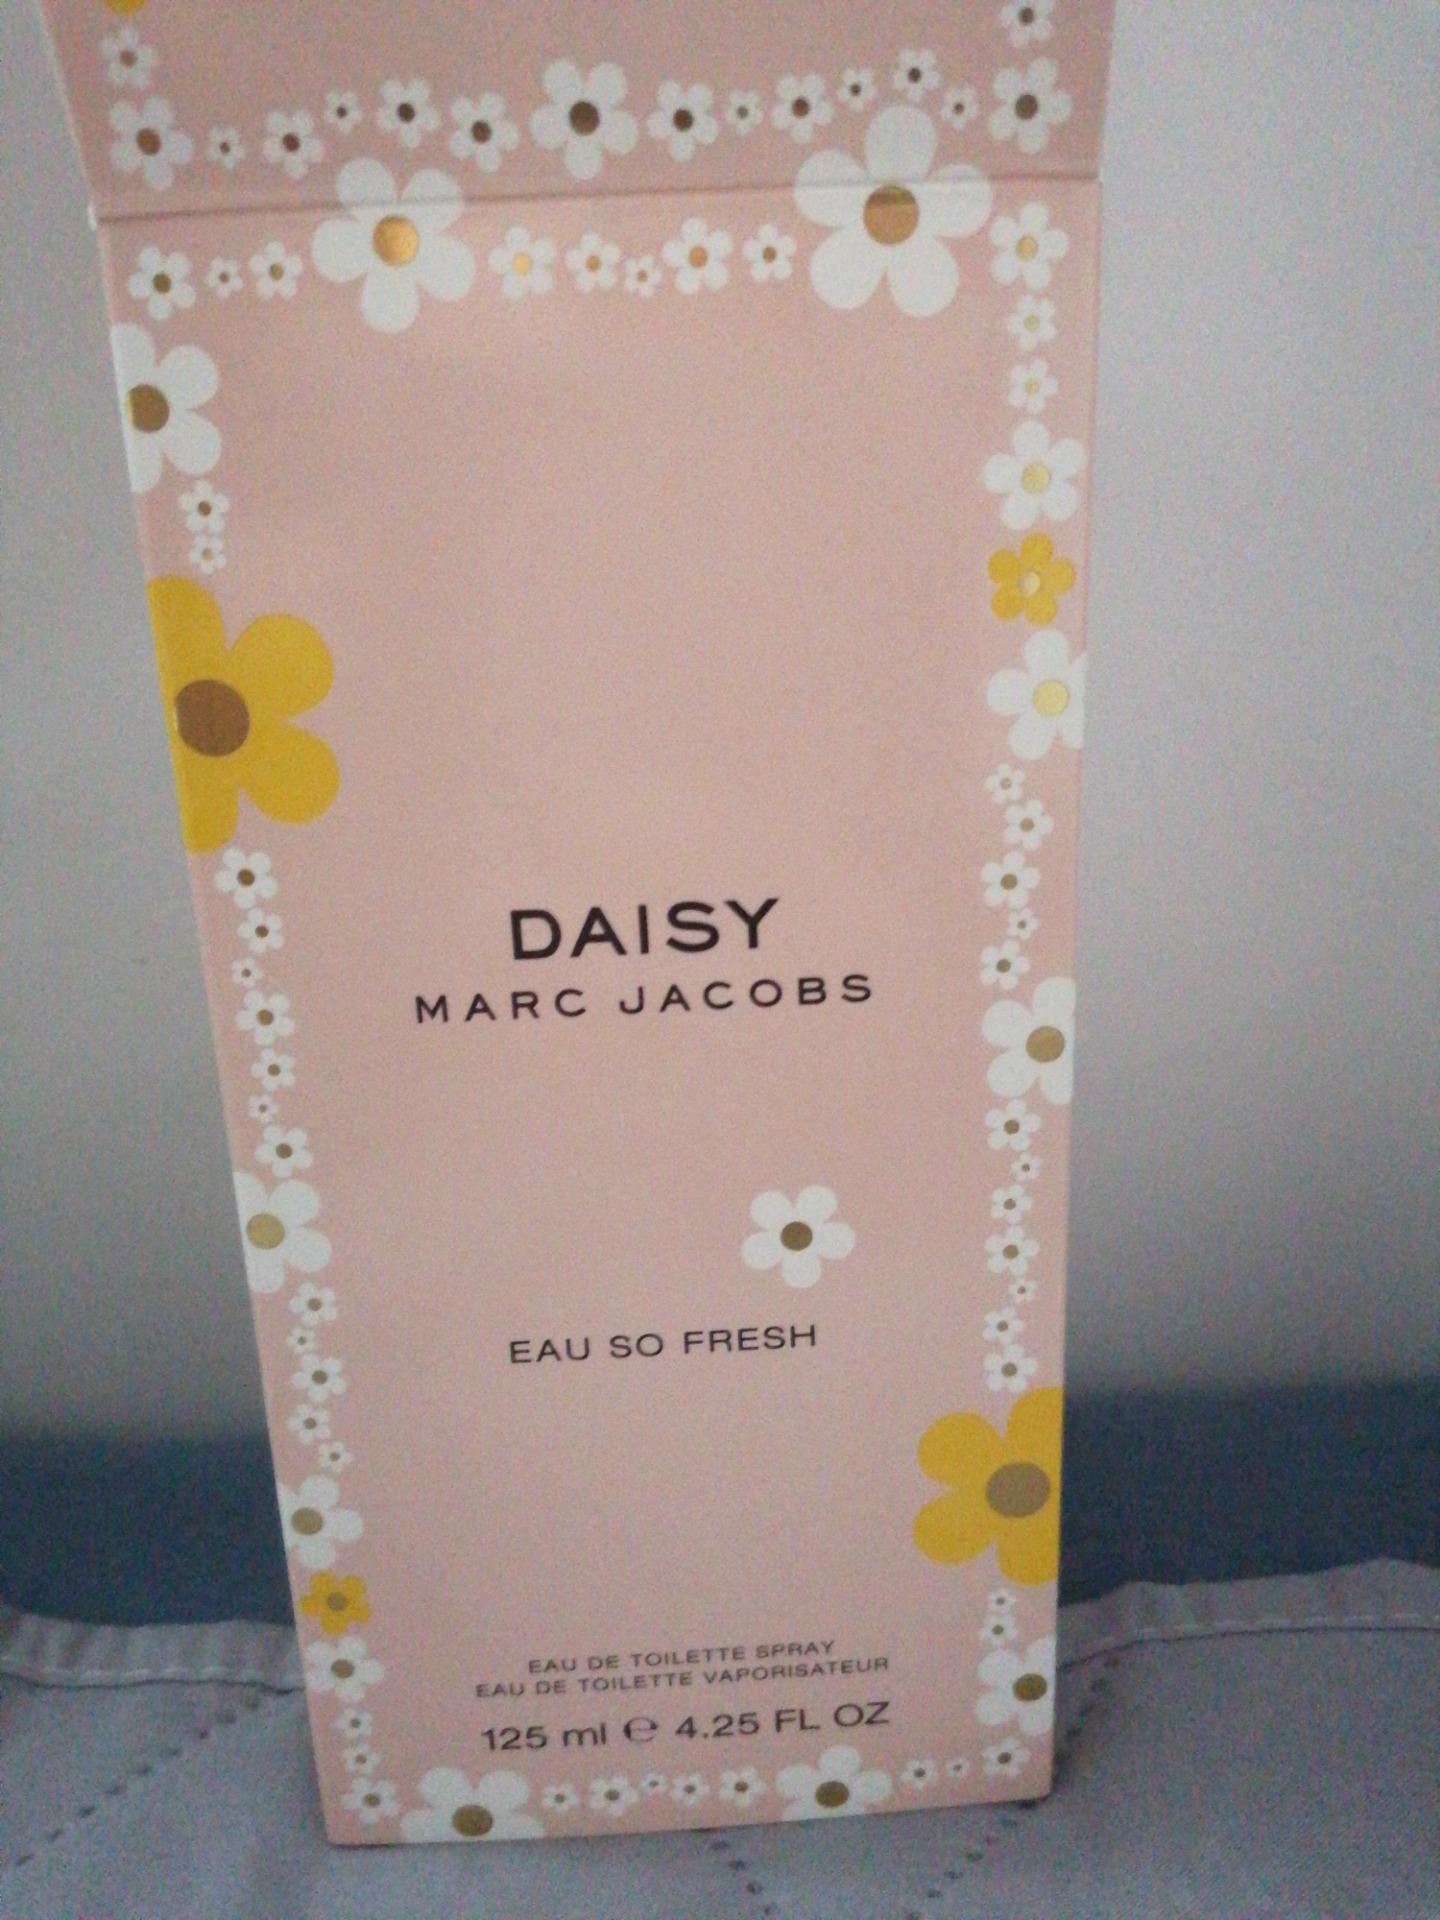 DAISY
MARC JACOBS
EAU SO FRESH
EAU DE TOILETTE SPRAY
EAU DE TOILETTE VAPORISATEUR
125 ml ℮ 4.25 FL OZ